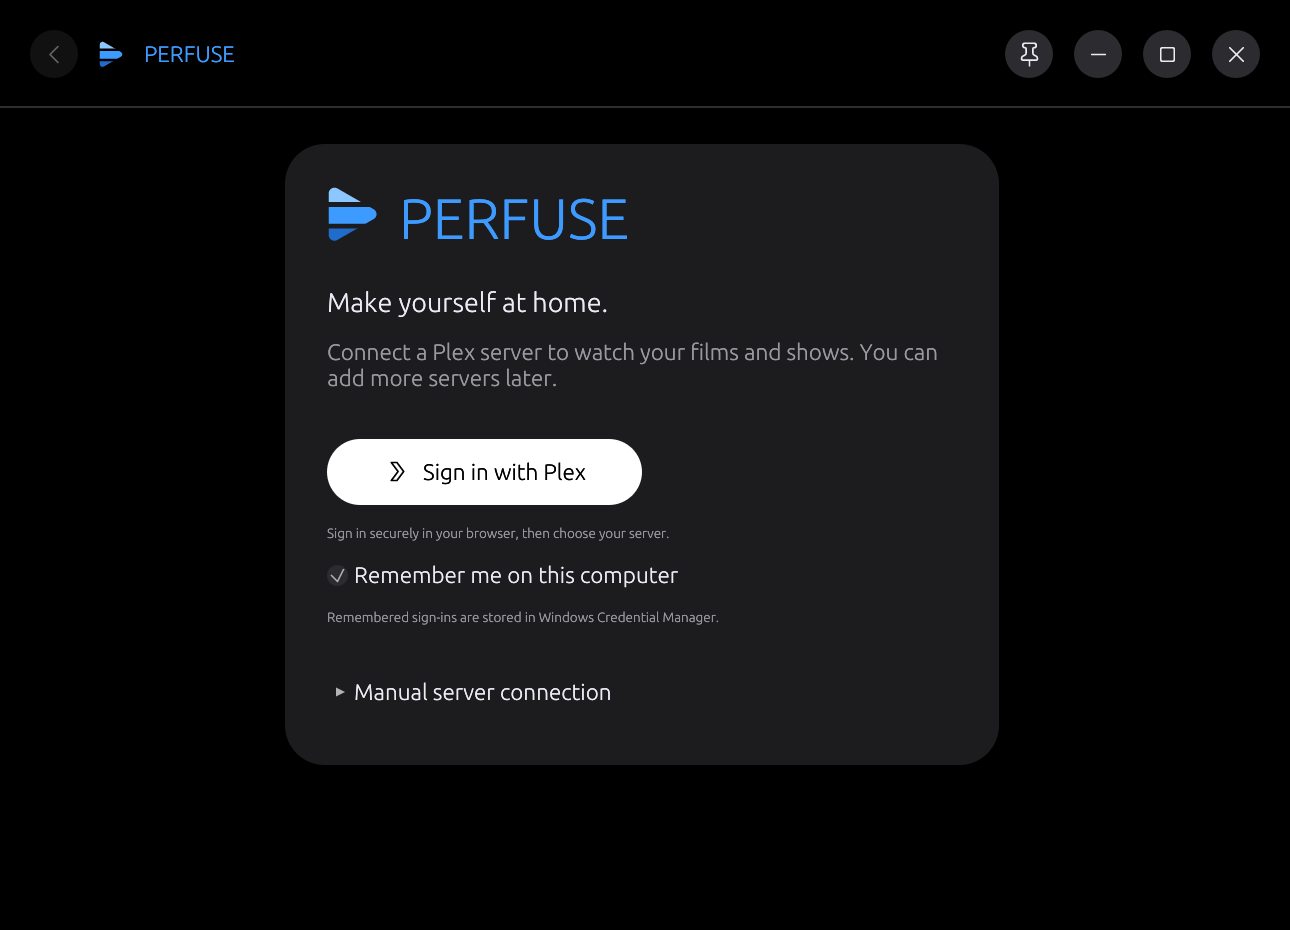 PERFUSE
PERFUSE
Make yourself at home.
Connect a Plex server to watch your films and shows. You can
add more servers later.
Sign in with Plex
Sign in securely in your browser, then choose your server.
Remember me on this computer
Remembered sign-ins are stored in Windows Credential Manager.
Manual server connection